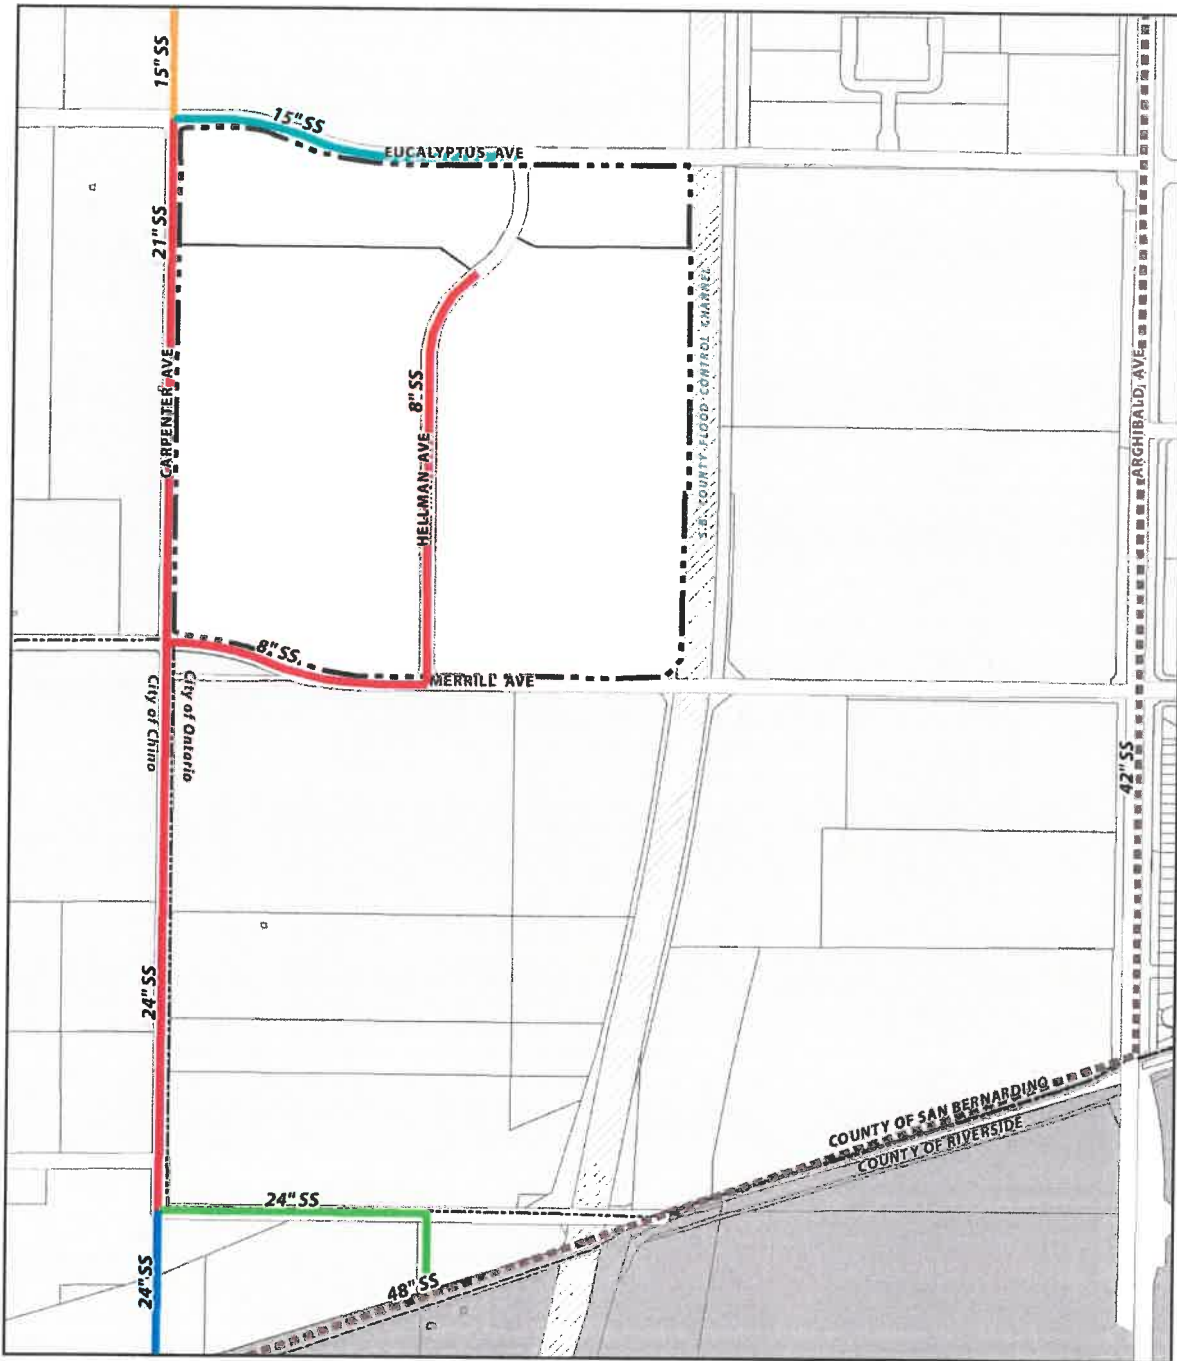 15" SS
15" SS
EUCALYPTUS AVE
21" SS
CARPENTER AVE
8" SS
HELLMAN AVE
S.B. COUNTY FLOOD CONTROL CHANNEL
ARCHIBALD AVE
8" SS
MERRILL AVE
City of Chino
City of Ontario
42" SS
24" SS
COUNTY OF SAN BERNARDINO
COUNTY OF RIVERSIDE
24" SS
24" SS
48" SS